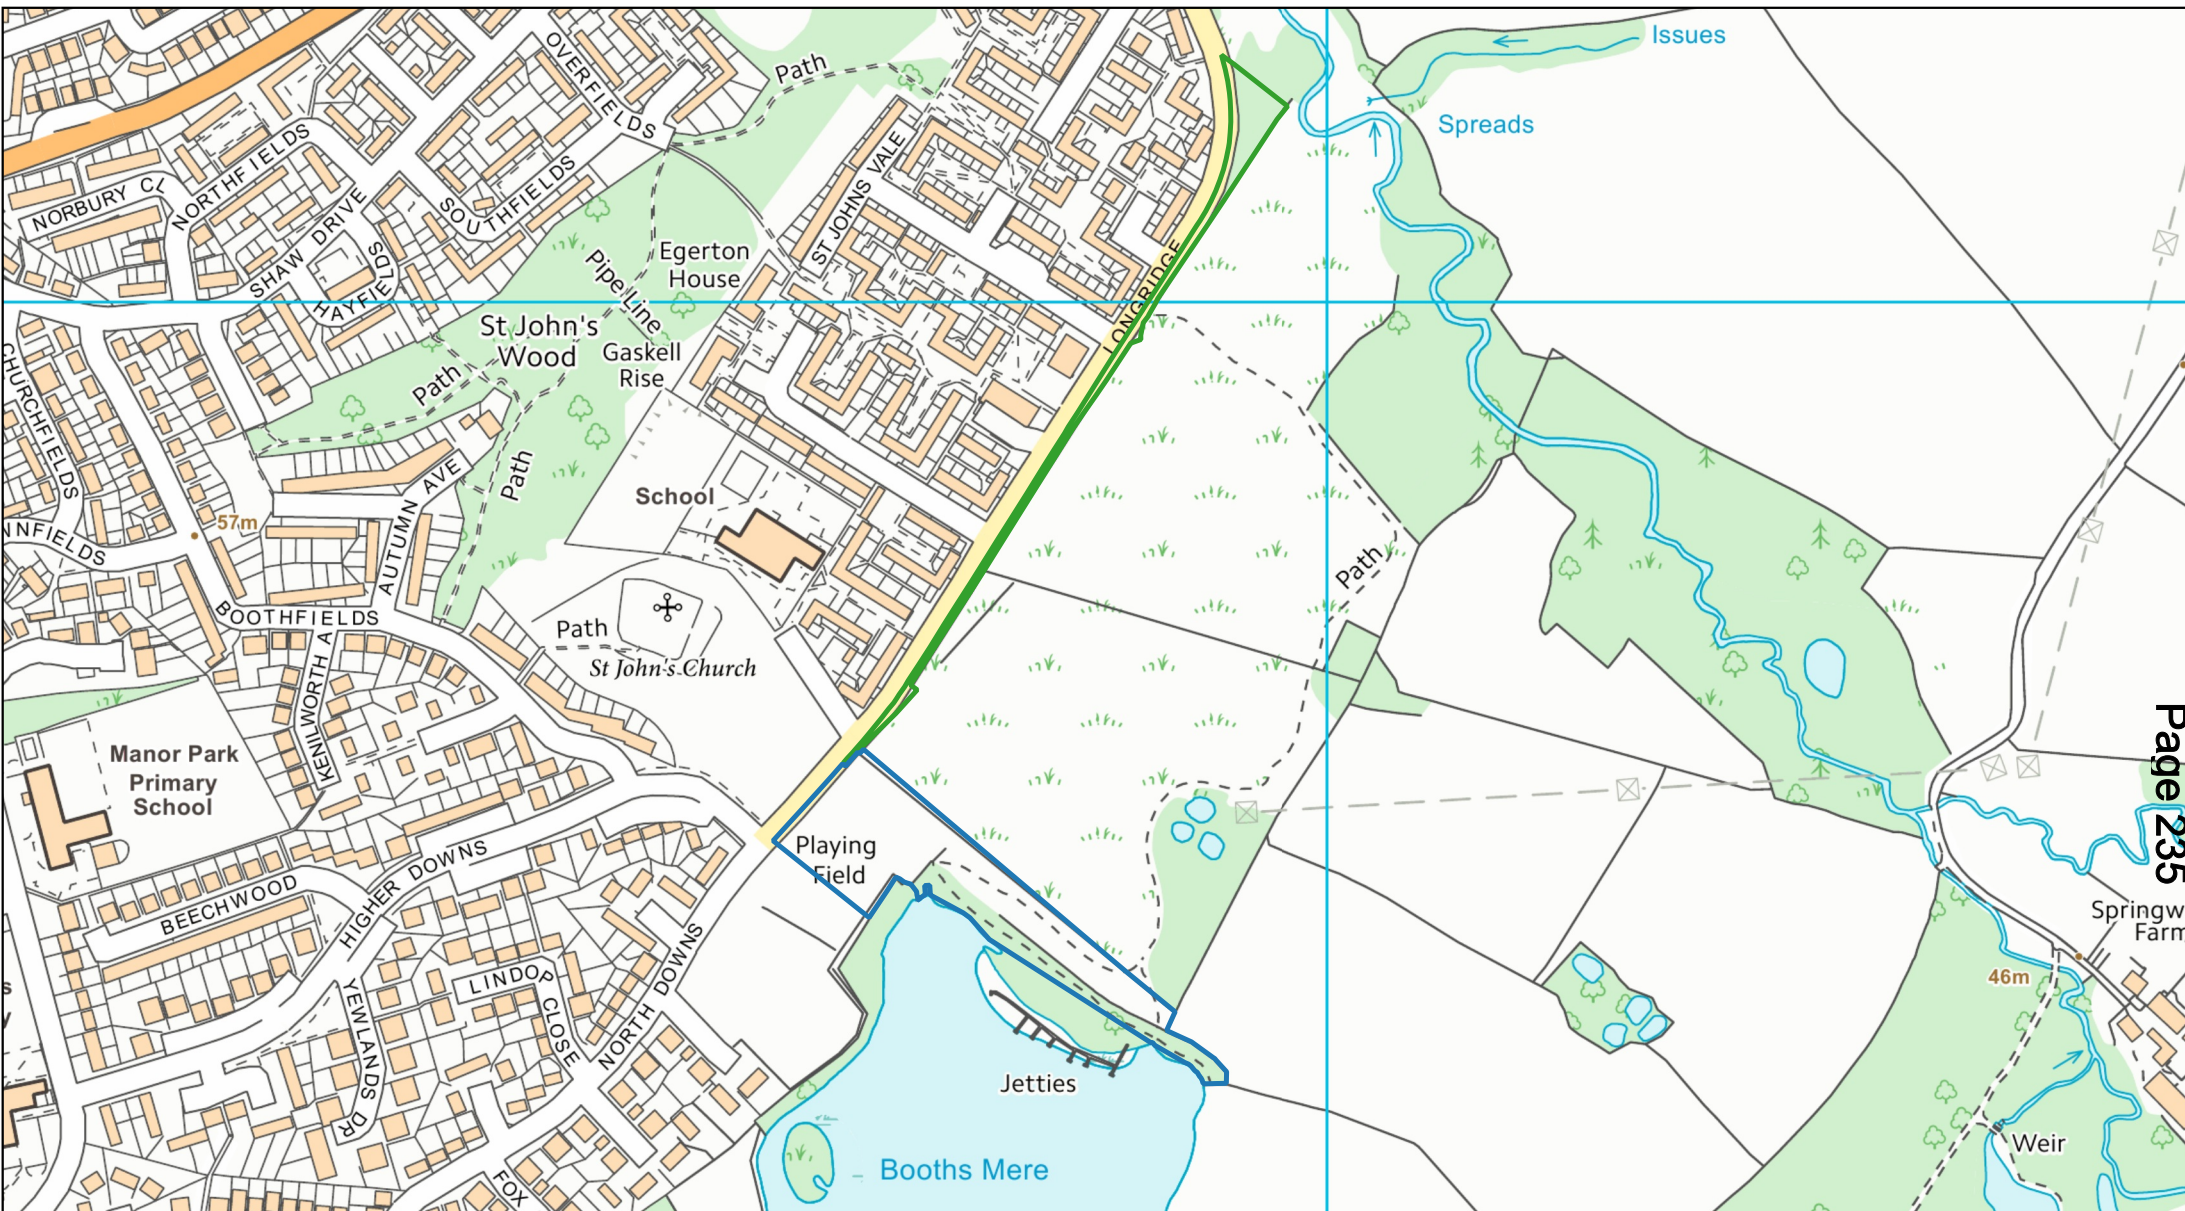 Issues
Spreads
Path
OVERFIELDS
NORBURY CL
NORTHFIELDS
SHAW DRIVE
SOUTHFIELDS
HAYFIELDS
ST JOHNS VALE
Egerton
House
Pipe Line
LONGRIDGE
St John's
Wood
Gaskell
Rise
Path
CHURCHFIELDS
Path
School
57m
NNFIELDS
AUTUMN AVE
BOOTHFIELDS
Path
Path
St John's Church
KENILWORTH A
Manor Park
Primary
School
Page 235
Playing
Field
BEECHWOOD
HIGHER DOWNS
Springw
Farm
46m
LINDOP
CLOSE
NORTH DOWNS
YEWLANDS DR
Jetties
Weir
Booths Mere
FOX
s
y